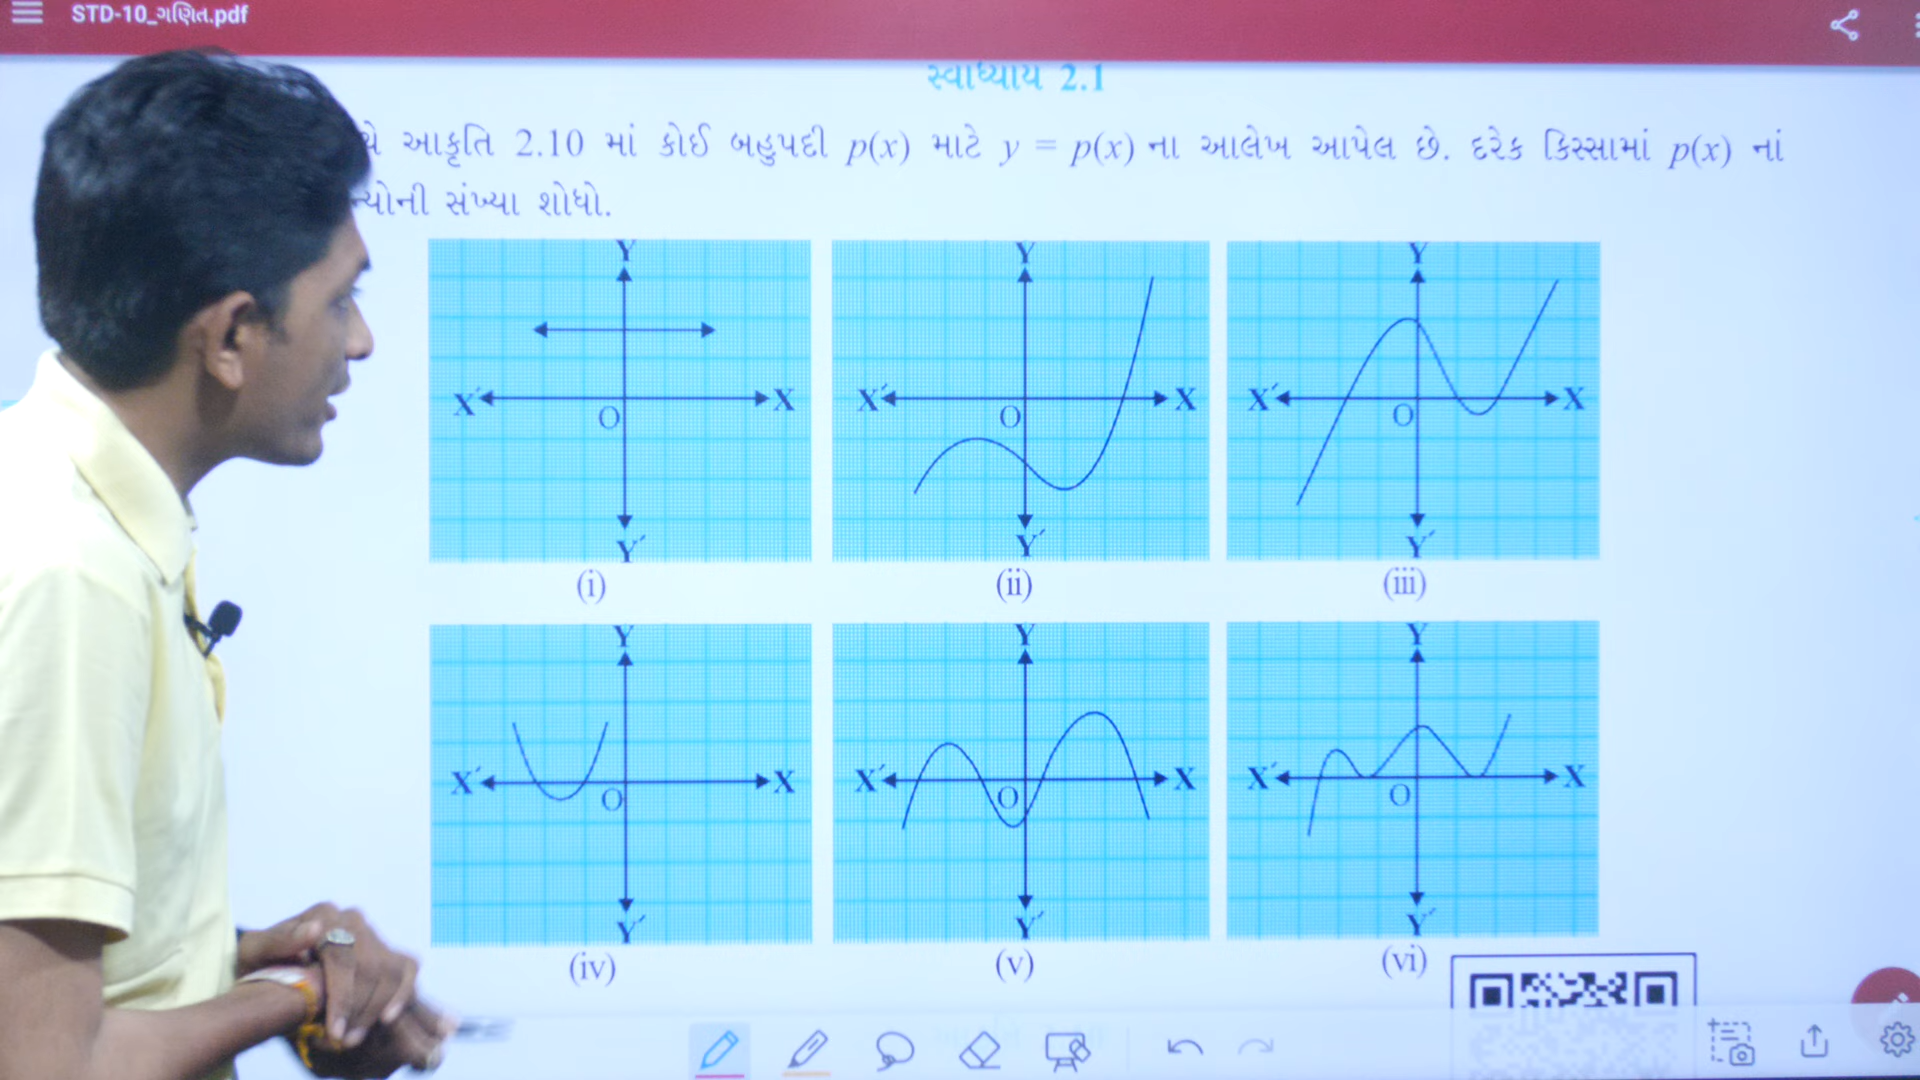 STD-10_ગણિત.pdf
સ્વાધ્યાય 2.1
આકૃતિ 2.10 માં કોઈ બહુપદી p(x) માટે y = p(x) ના આલેખ આપેલ છે. દરેક કિસ્સામાં p(x) નાં
સંખ્યા શોધો.
Y Y Y
X′ O X X′ O X X′ O X
Y′ Y′ Y′
(i) (ii) (iii)
Y Y Y
X′ O X X′ O X X′ O X
Y′ Y′ Y′
(iv) (v) (vi)